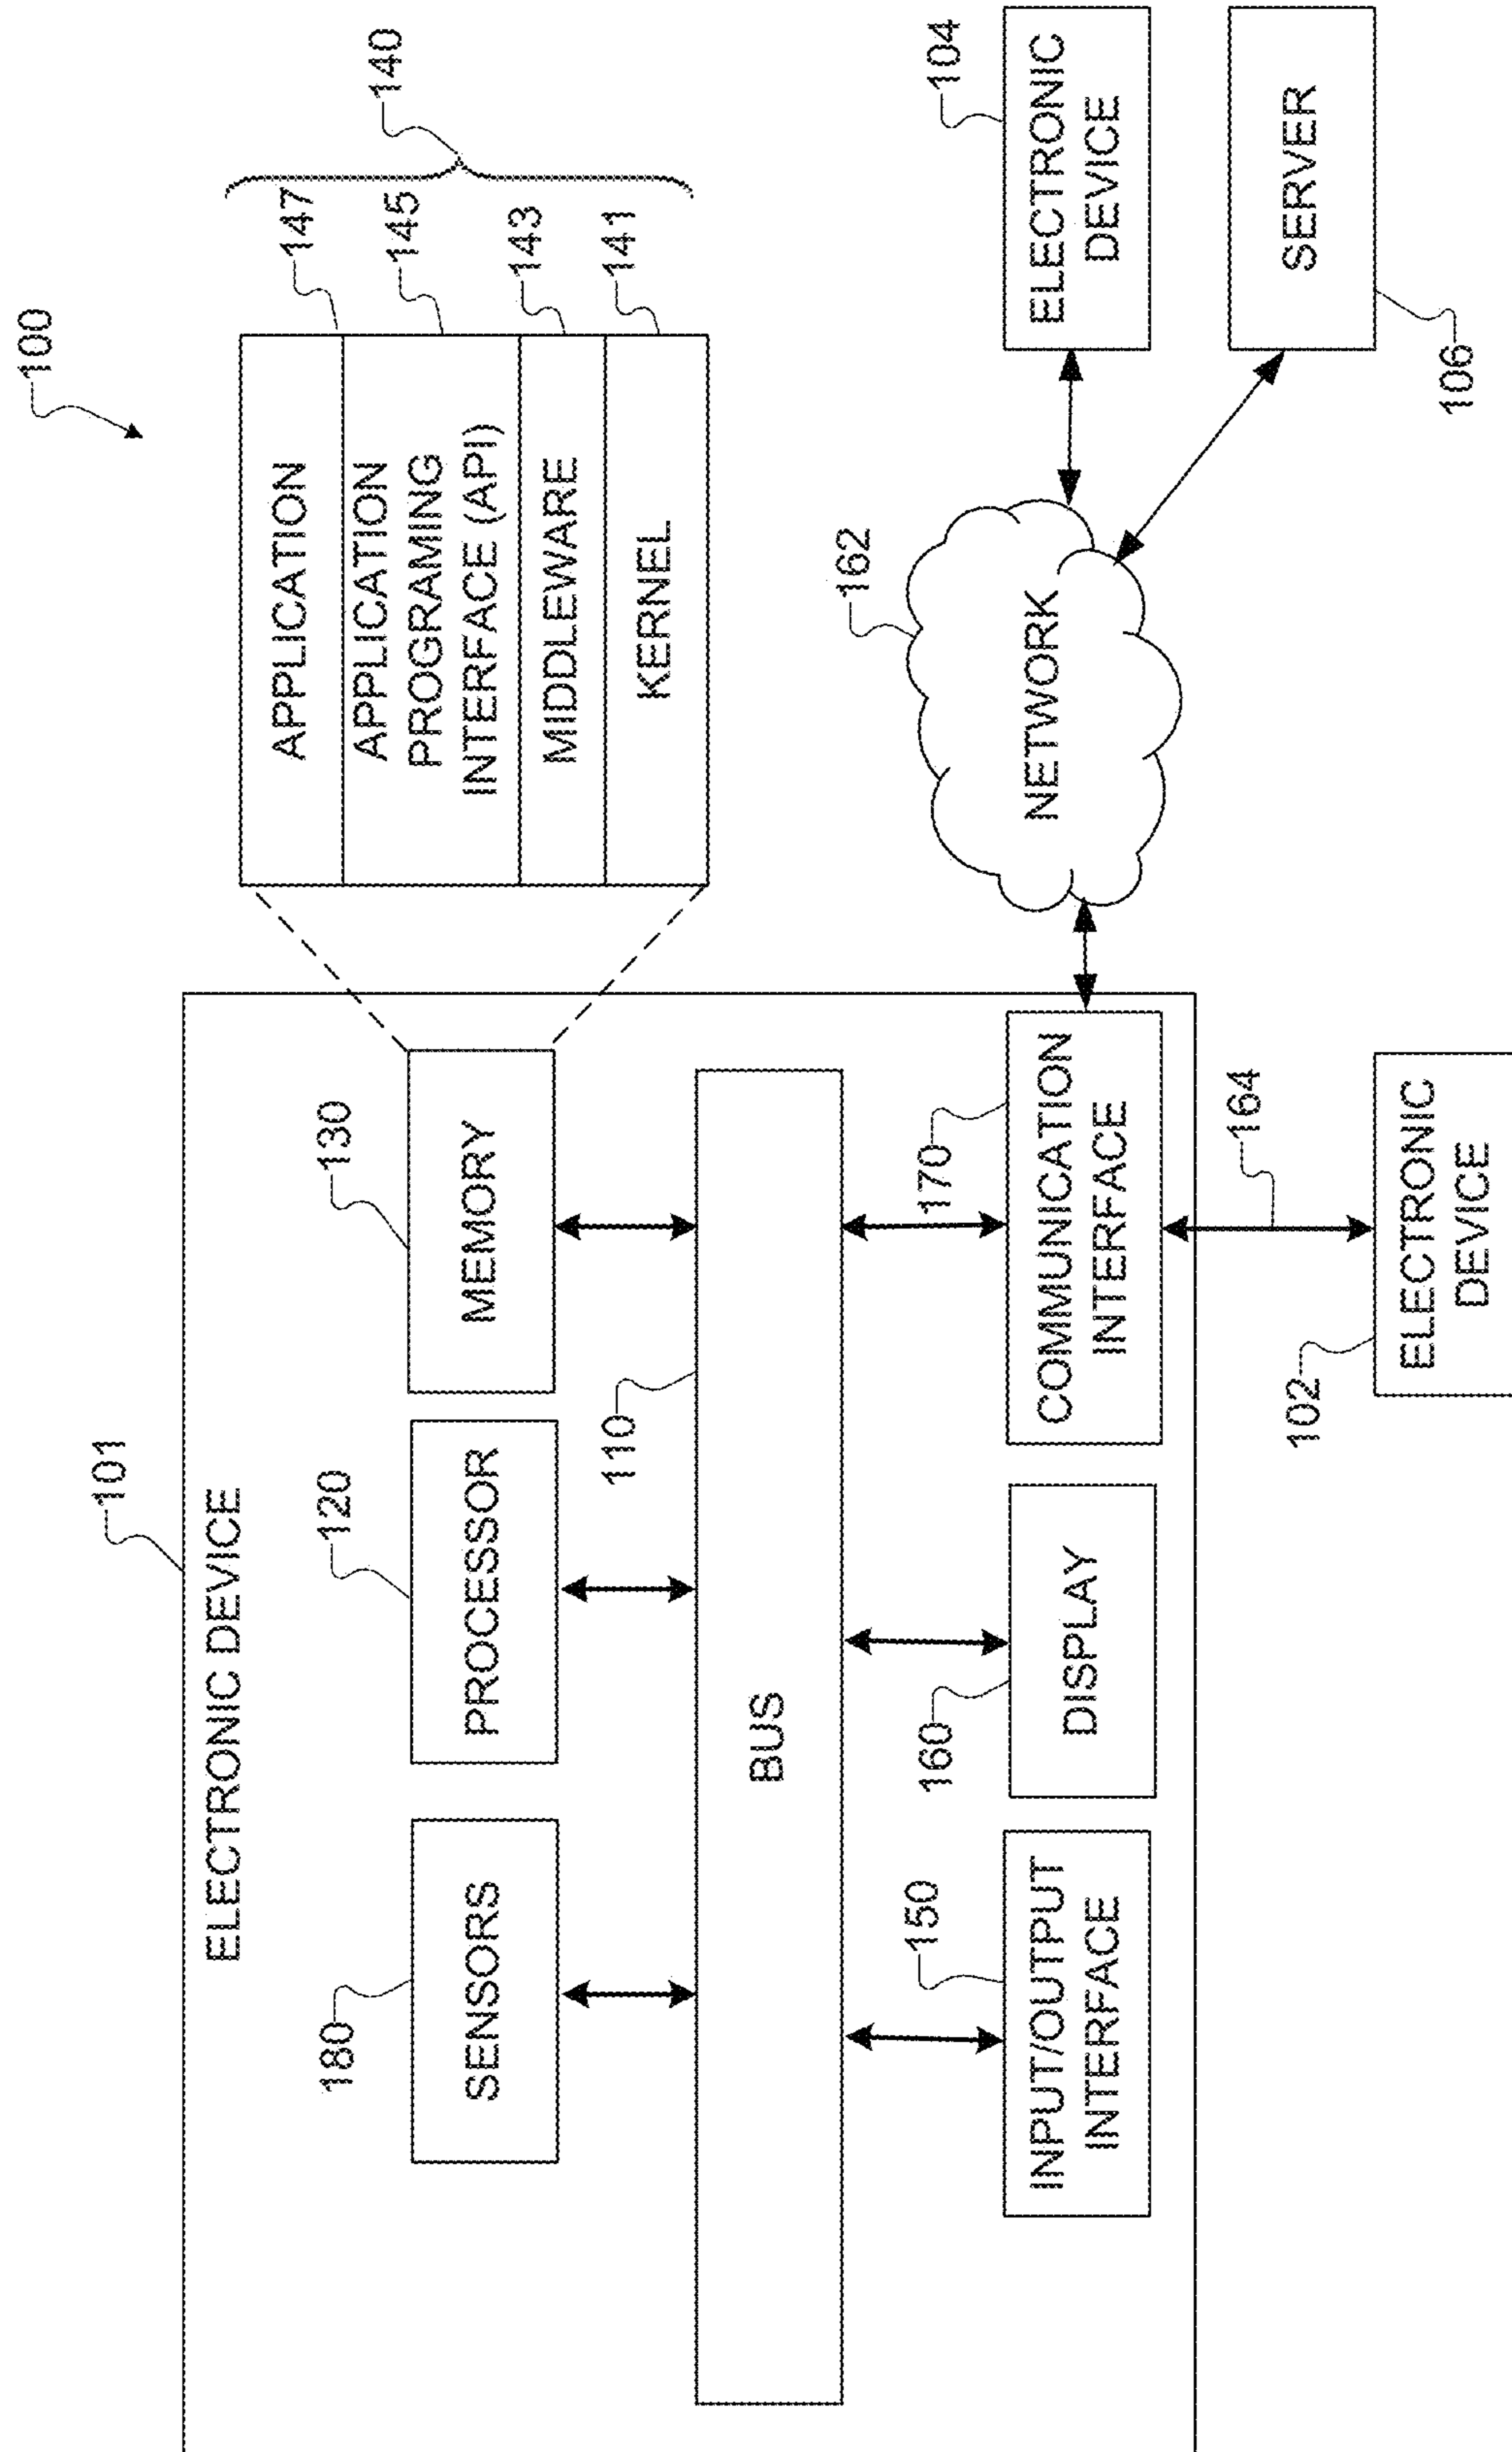 100
101
ELECTRONIC DEVICE
180
SENSORS
120
PROCESSOR
130
MEMORY
APPLICATION
147
APPLICATION
PROGRAMING
INTERFACE (API)
145
MIDDLEWARE
143
KERNEL
141
140
110
BUS
150
INPUT/OUTPUT
INTERFACE
160
DISPLAY
170
COMMUNICATION
INTERFACE
162
NETWORK
104
ELECTRONIC
DEVICE
SERVER
106
164
102
ELECTRONIC
DEVICE